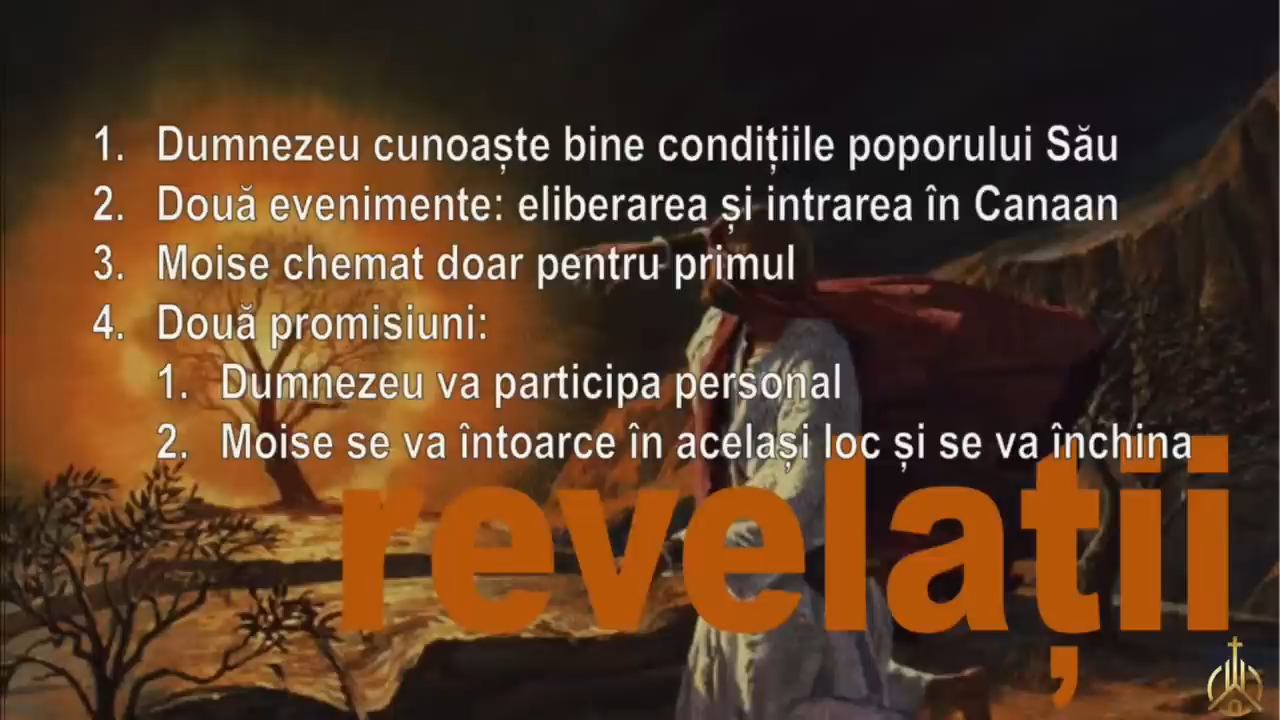 1. Dumnezeu cunoaște bine condițiile poporului Său
2. Două evenimente: eliberarea și intrarea în Canaan
3. Moise chemat doar pentru primul
4. Două promisiuni:
1. Dumnezeu va participa personal
2. Moise se va întoarce în același loc și se va închina
revelații